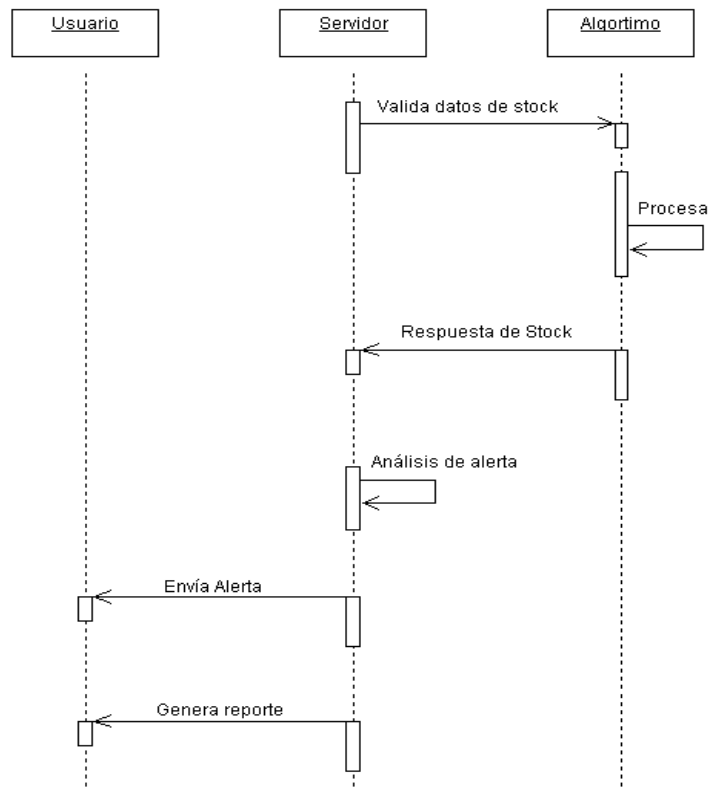 Usuario
Servidor
Algortimo
Valida datos de stock
Procesa
Respuesta de Stock
Análisis de alerta
Envía Alerta
Genera reporte